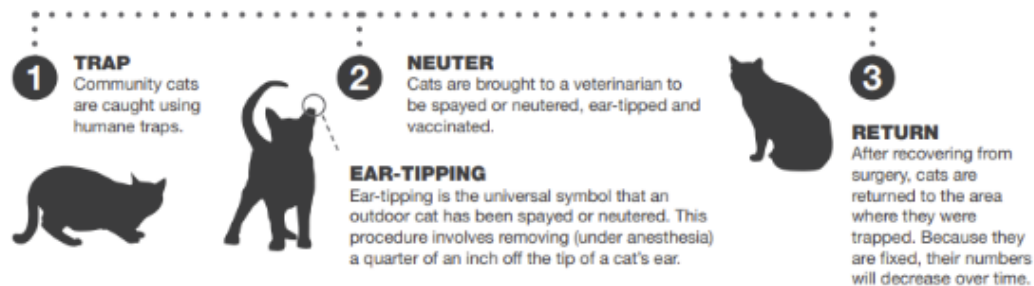 1
TRAP
Community cats
are caught using
humane traps.
2
NEUTER
Cats are brought to a veterinarian to
be spayed or neutered, ear-tipped and
vaccinated.
EAR-TIPPING
Ear-tipping is the universal symbol that an
outdoor cat has been spayed or neutered. This
procedure involves removing (under anesthesia)
a quarter of an inch off the tip of a cat's ear.
3
RETURN
After recovering from
surgery, cats are
returned to the area
where they were
trapped. Because they
are fixed, their numbers
will decrease over time.